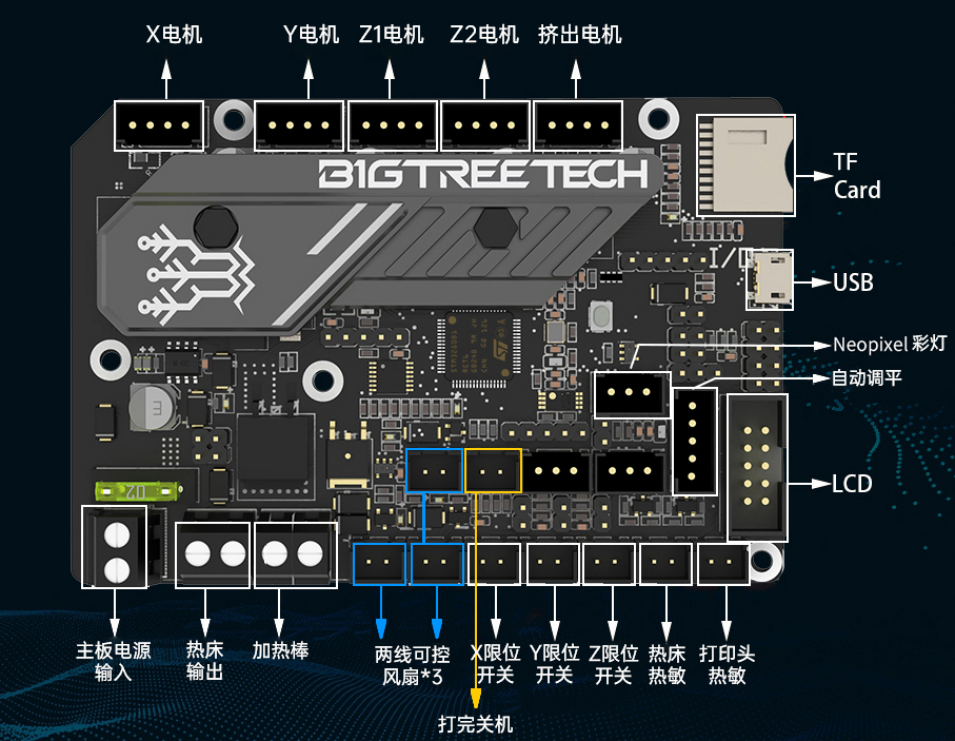 X电机
Y电机
Z1电机
Z2电机
挤出电机
BIGTREETECH
TF
Card
I/O
USB
Neopixel 彩灯
自动调平
LCD
主板电源
输入
热床
输出
加热棒
两线可控
风扇*3
X限位
开关
Y限位
开关
Z限位
开关
热床
热敏
打印头
热敏
打完关机